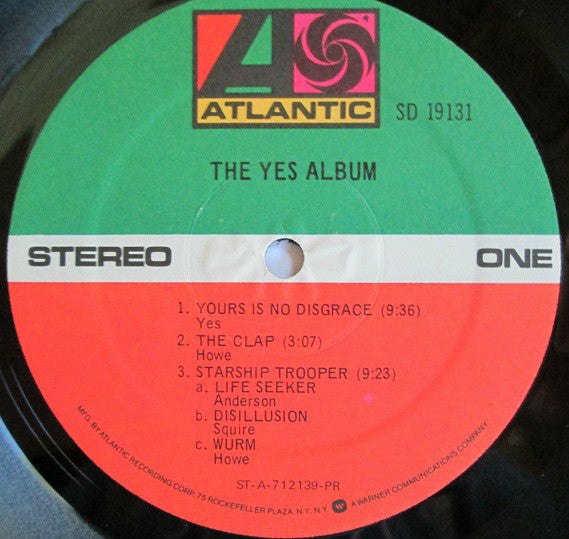 ATLANTIC
SD 19131
THE YES ALBUM
STEREO
ONE
1. YOURS IS NO DISGRACE (9:36)
Yes
2. THE CLAP (3:07)
Howe
3. STARSHIP TROOPER (9:23)
a. LIFE SEEKER
Anderson
b. DISILLUSION
Squire
c. WURM
Howe
ST-A-712139-PR
MFG. BY ATLANTIC RECORDING CORP. 75 ROCKEFELLER PLAZA, N.Y. N.Y. A WARNER COMMUNICATIONS COMPANY